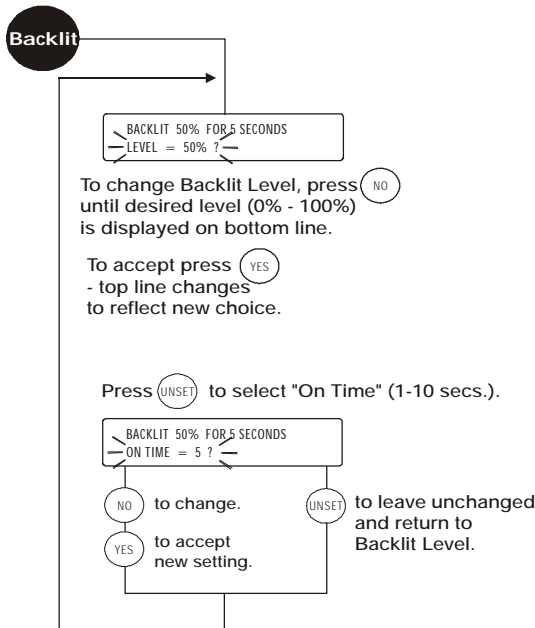 Backlit
BACKLIT 50% FOR 5 SECONDS
LEVEL = 50% ?
To change Backlit Level, press NO
until desired level (0% - 100%)
is displayed on bottom line.
To accept press YES
- top line changes
to reflect new choice.
Press UNSET to select "On Time" (1-10 secs.).
BACKLIT 50% FOR 5 SECONDS
ON TIME = 5 ?
NO to change.
YES to accept
new setting.
UNSET to leave unchanged
and return to
Backlit Level.